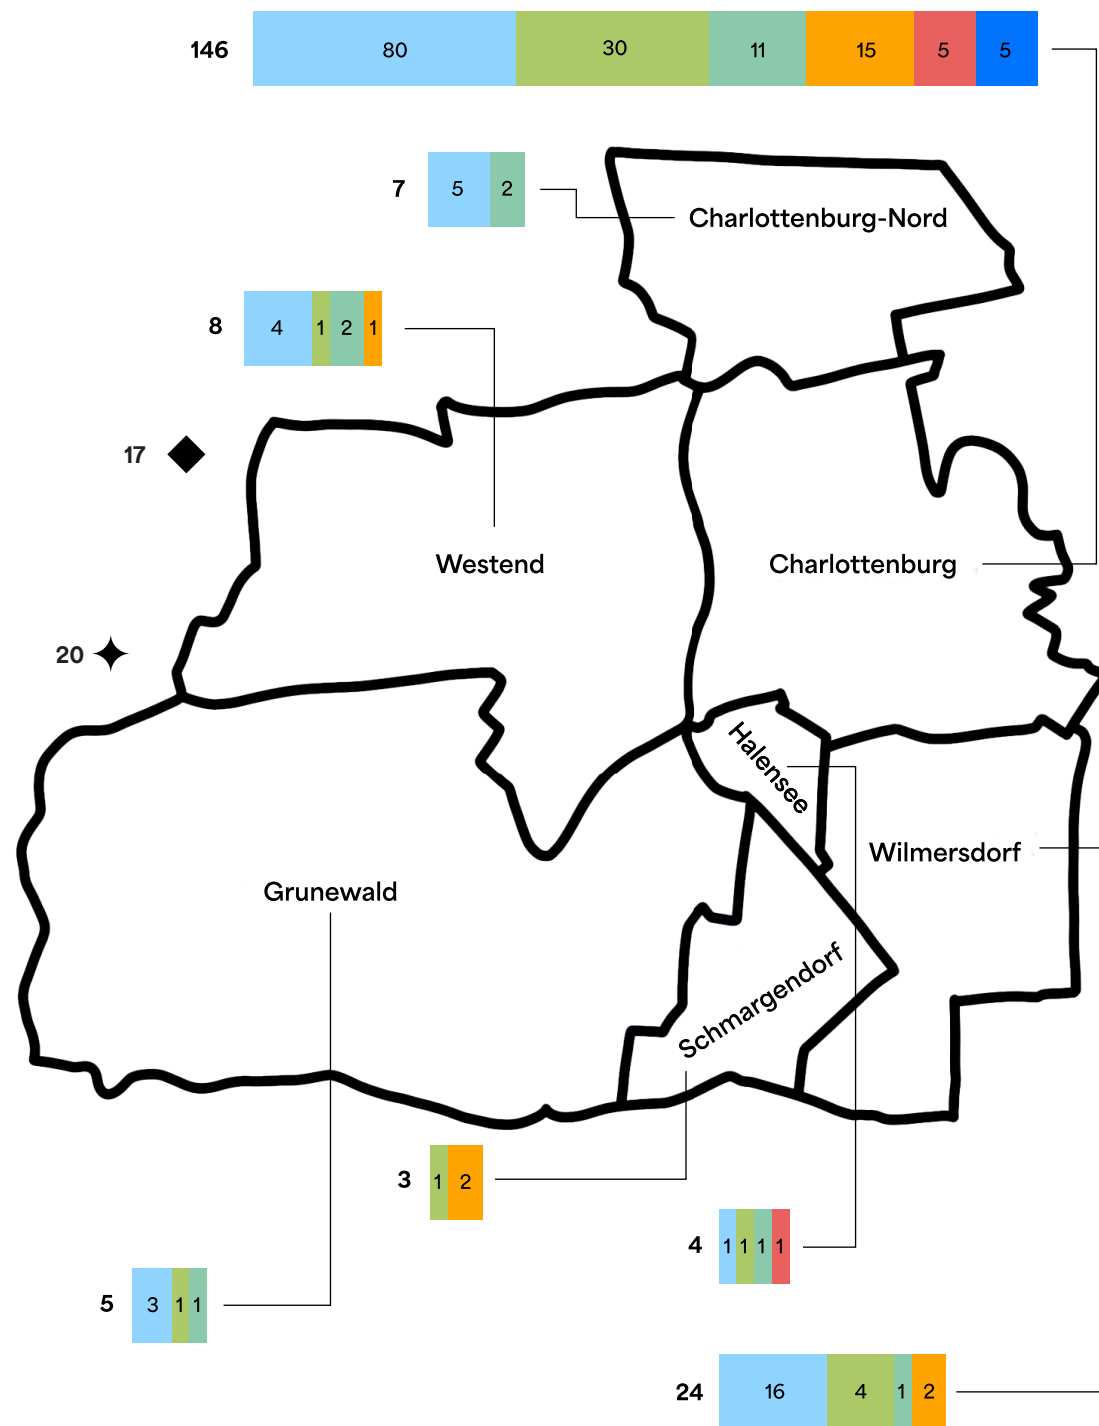 146 80 30 11 15 5 5
7 5 2
Charlottenburg-Nord
8 4 1 2 1
17
Westend
Charlottenburg
20
Halensee
Wilmersdorf
Grunewald
Schmargendorf
3 1 2
4 1 1 1 1
5 3 1 1
24 16 4 1 2